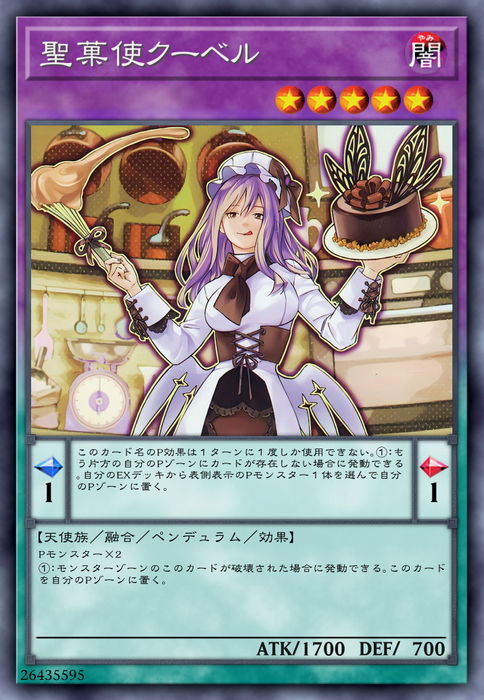 聖菓使クーベル
やみ
闇
このカード名のP効果は1ターンに1度しか使用できない。①:も
う片方の自分のPゾーンにカードが存在しない場合に発動できる
。自分のEXデッキから表側表示のPモンスター1体を選んで自分
のPゾーンに置く。
1
1
【天使族/融合/ペンデュラム/効果】
Pモンスター×2
①:モンスターゾーンのこのカードが破壊された場合に発動できる。このカード
を自分のPゾーンに置く。
ATK/1700 DEF/ 700
26435595